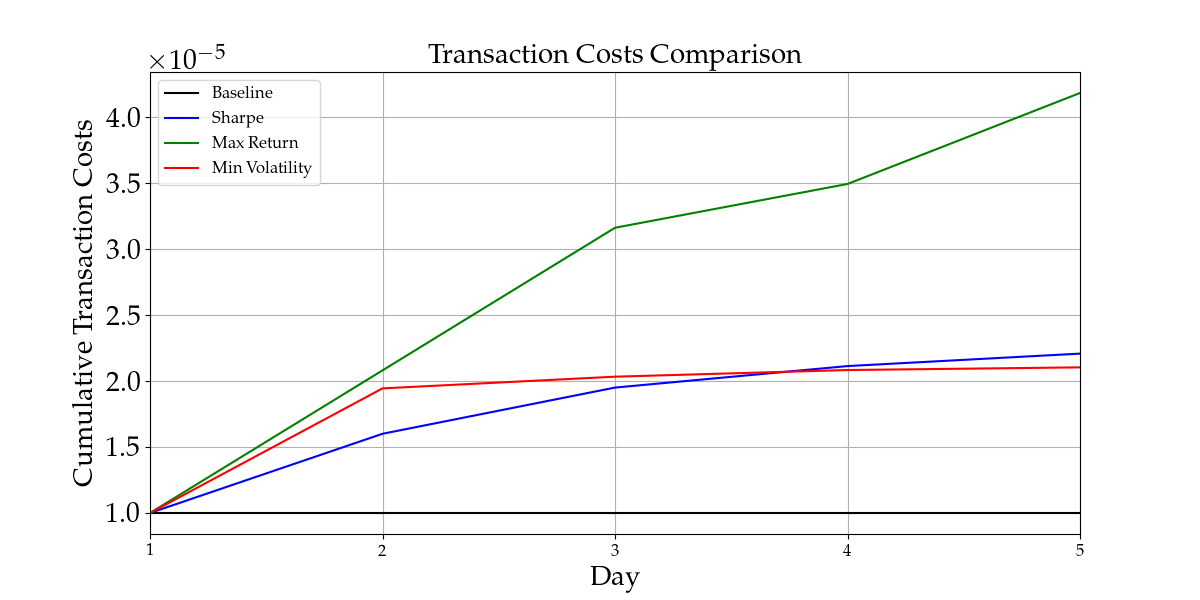 Transaction Costs Comparison
×10⁻⁵
Baseline
Sharpe
Max Return
Min Volatility
Cumulative Transaction Costs
4.0
3.5
3.0
2.5
2.0
1.5
1.0
1 2 3 4 5
Day